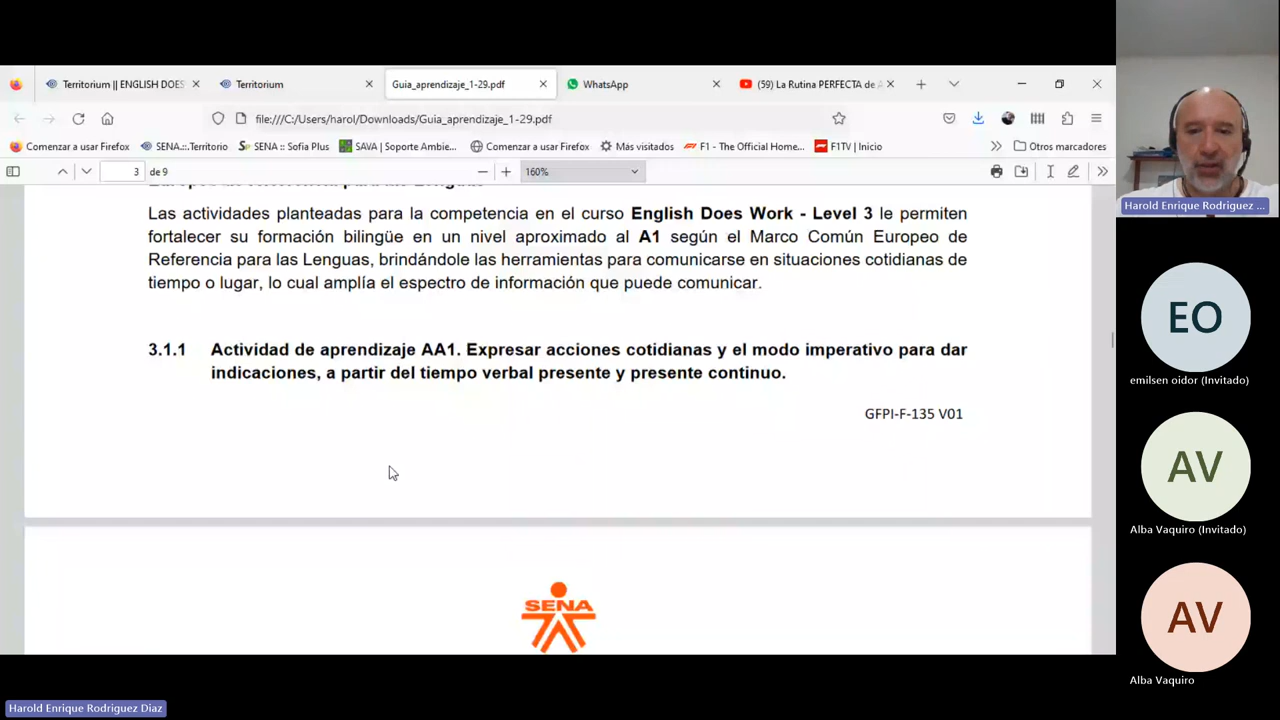 Territorium || ENGLISH DOES
Territorium
Guia_aprendizaje_1-29.pdf
WhatsApp
(59) La Rutina PERFECTA de A
file:///C:/Users/harol/Downloads/Guia_aprendizaje_1-29.pdf
Comenzar a usar Firefox
SENA.::.Territorio
SENA :: Sofia Plus
SAVA | Soporte Ambie...
Comenzar a usar Firefox
Más visitados
F1 - The Official Home...
F1TV | Inicio
Otros marcadores
3 de 9
160%
Las actividades planteadas para la competencia en el curso English Does Work - Level 3 le permiten
fortalecer su formación bilingüe en un nivel aproximado al A1 según el Marco Común Europeo de
Referencia para las Lenguas, brindándole las herramientas para comunicarse en situaciones cotidianas de
tiempo o lugar, lo cual amplía el espectro de información que puede comunicar.
3.1.1 Actividad de aprendizaje AA1. Expresar acciones cotidianas y el modo imperativo para dar
indicaciones, a partir del tiempo verbal presente y presente continuo.
GFPI-F-135 V01
SENA
Harold Enrique Rodriguez ...
EO
emilsen oidor (Invitado)
AV
Alba Vaquiro (Invitado)
AV
Alba Vaquiro
Harold Enrique Rodriguez Diaz